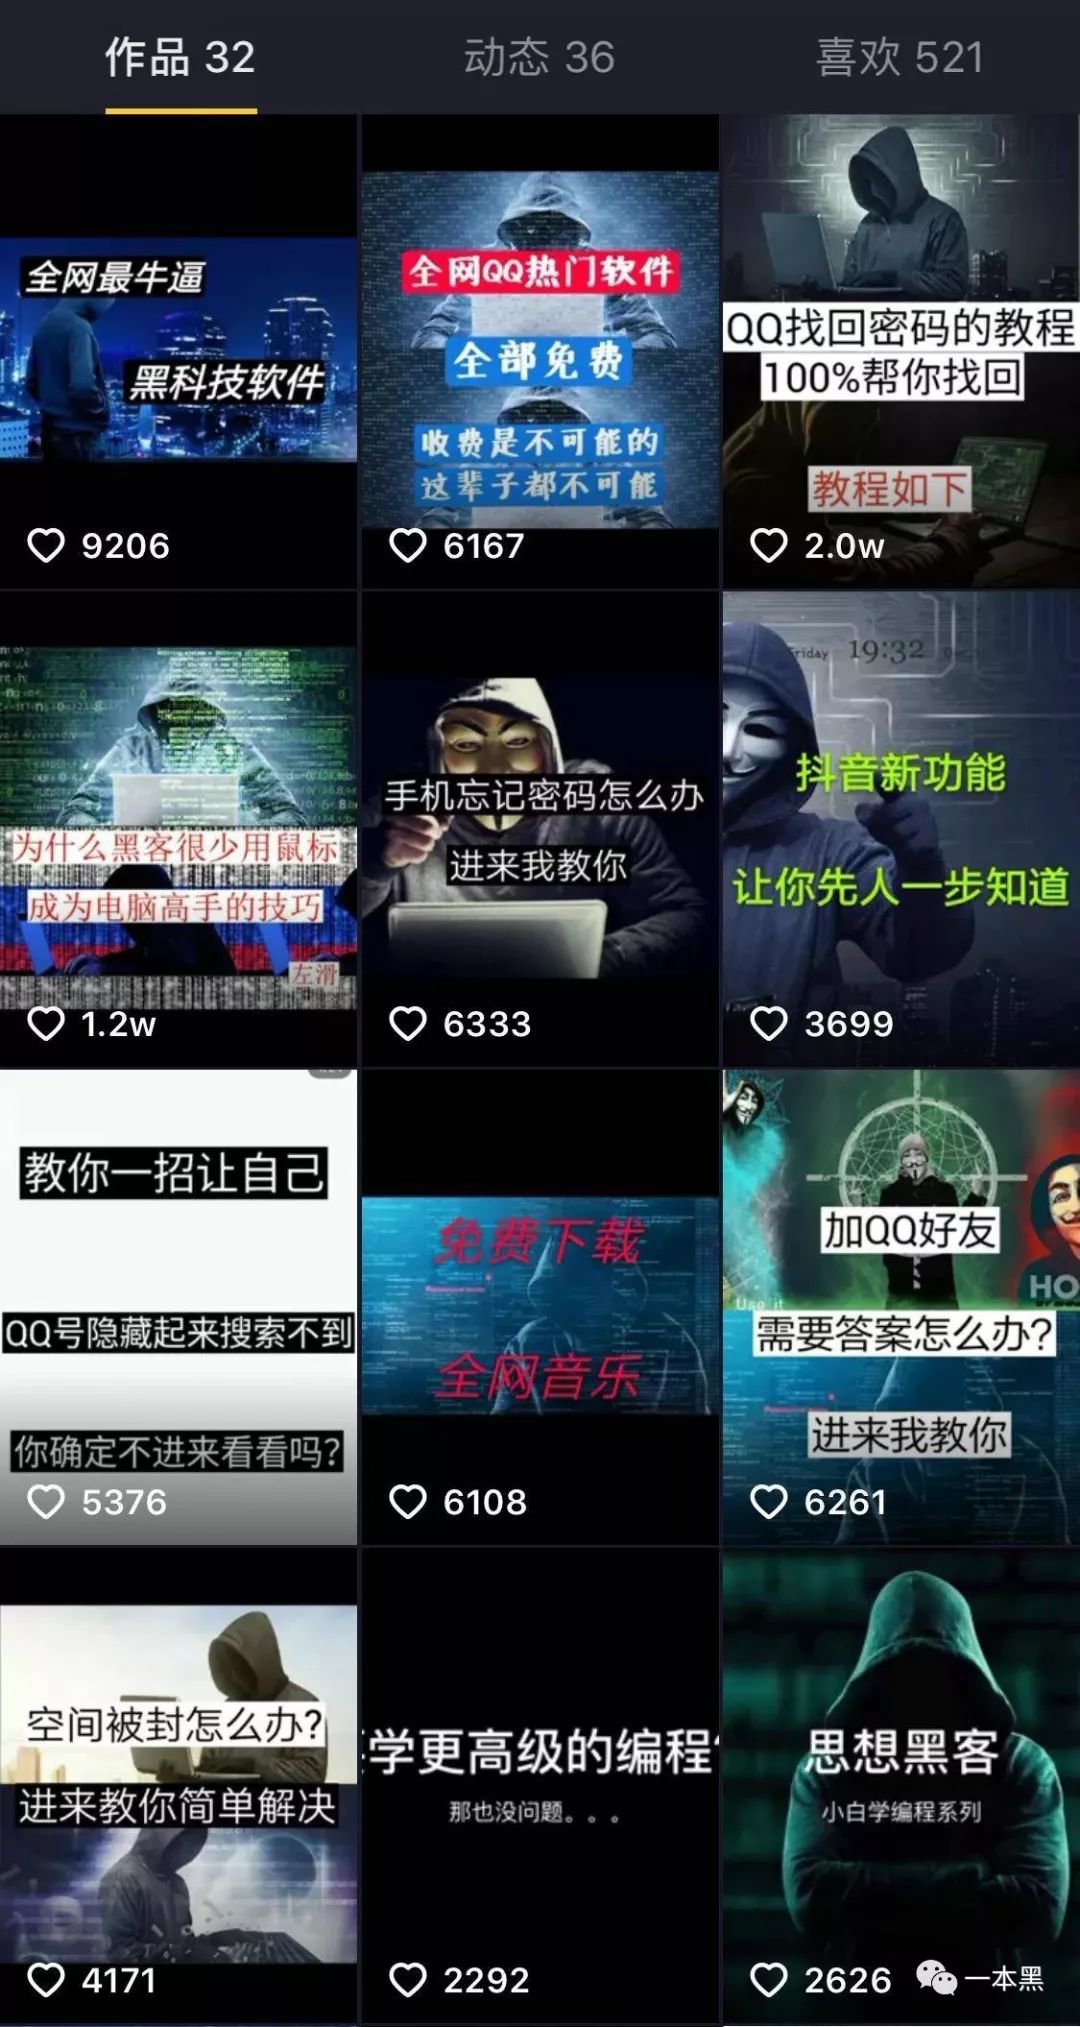 作品 32
动态 36
喜欢 521
全网最牛逼
黑科技软件
9206
全网QQ热门软件
全部免费
收费是不可能的
这辈子都不可能
6167
QQ找回密码的教程
100%帮你找回
教程如下
2.0w
为什么黑客很少用鼠标
成为电脑高手的技巧
左滑
1.2w
手机忘记密码怎么办
进来我教你
6333
Friday 19:32
抖音新功能
让你先人一步知道
3699
教你一招让自己
QQ号隐藏起来搜索不到
你确定不进来看看吗?
5376
免费下载
全网音乐
6108
加QQ好友
HO
Use it
需要答案怎么办?
进来我教你
6261
空间被封怎么办?
进来教你简单解决
4171
学更高级的编程
那也没问题。。。
2292
思想黑客
小白学编程系列
2626
一本黑